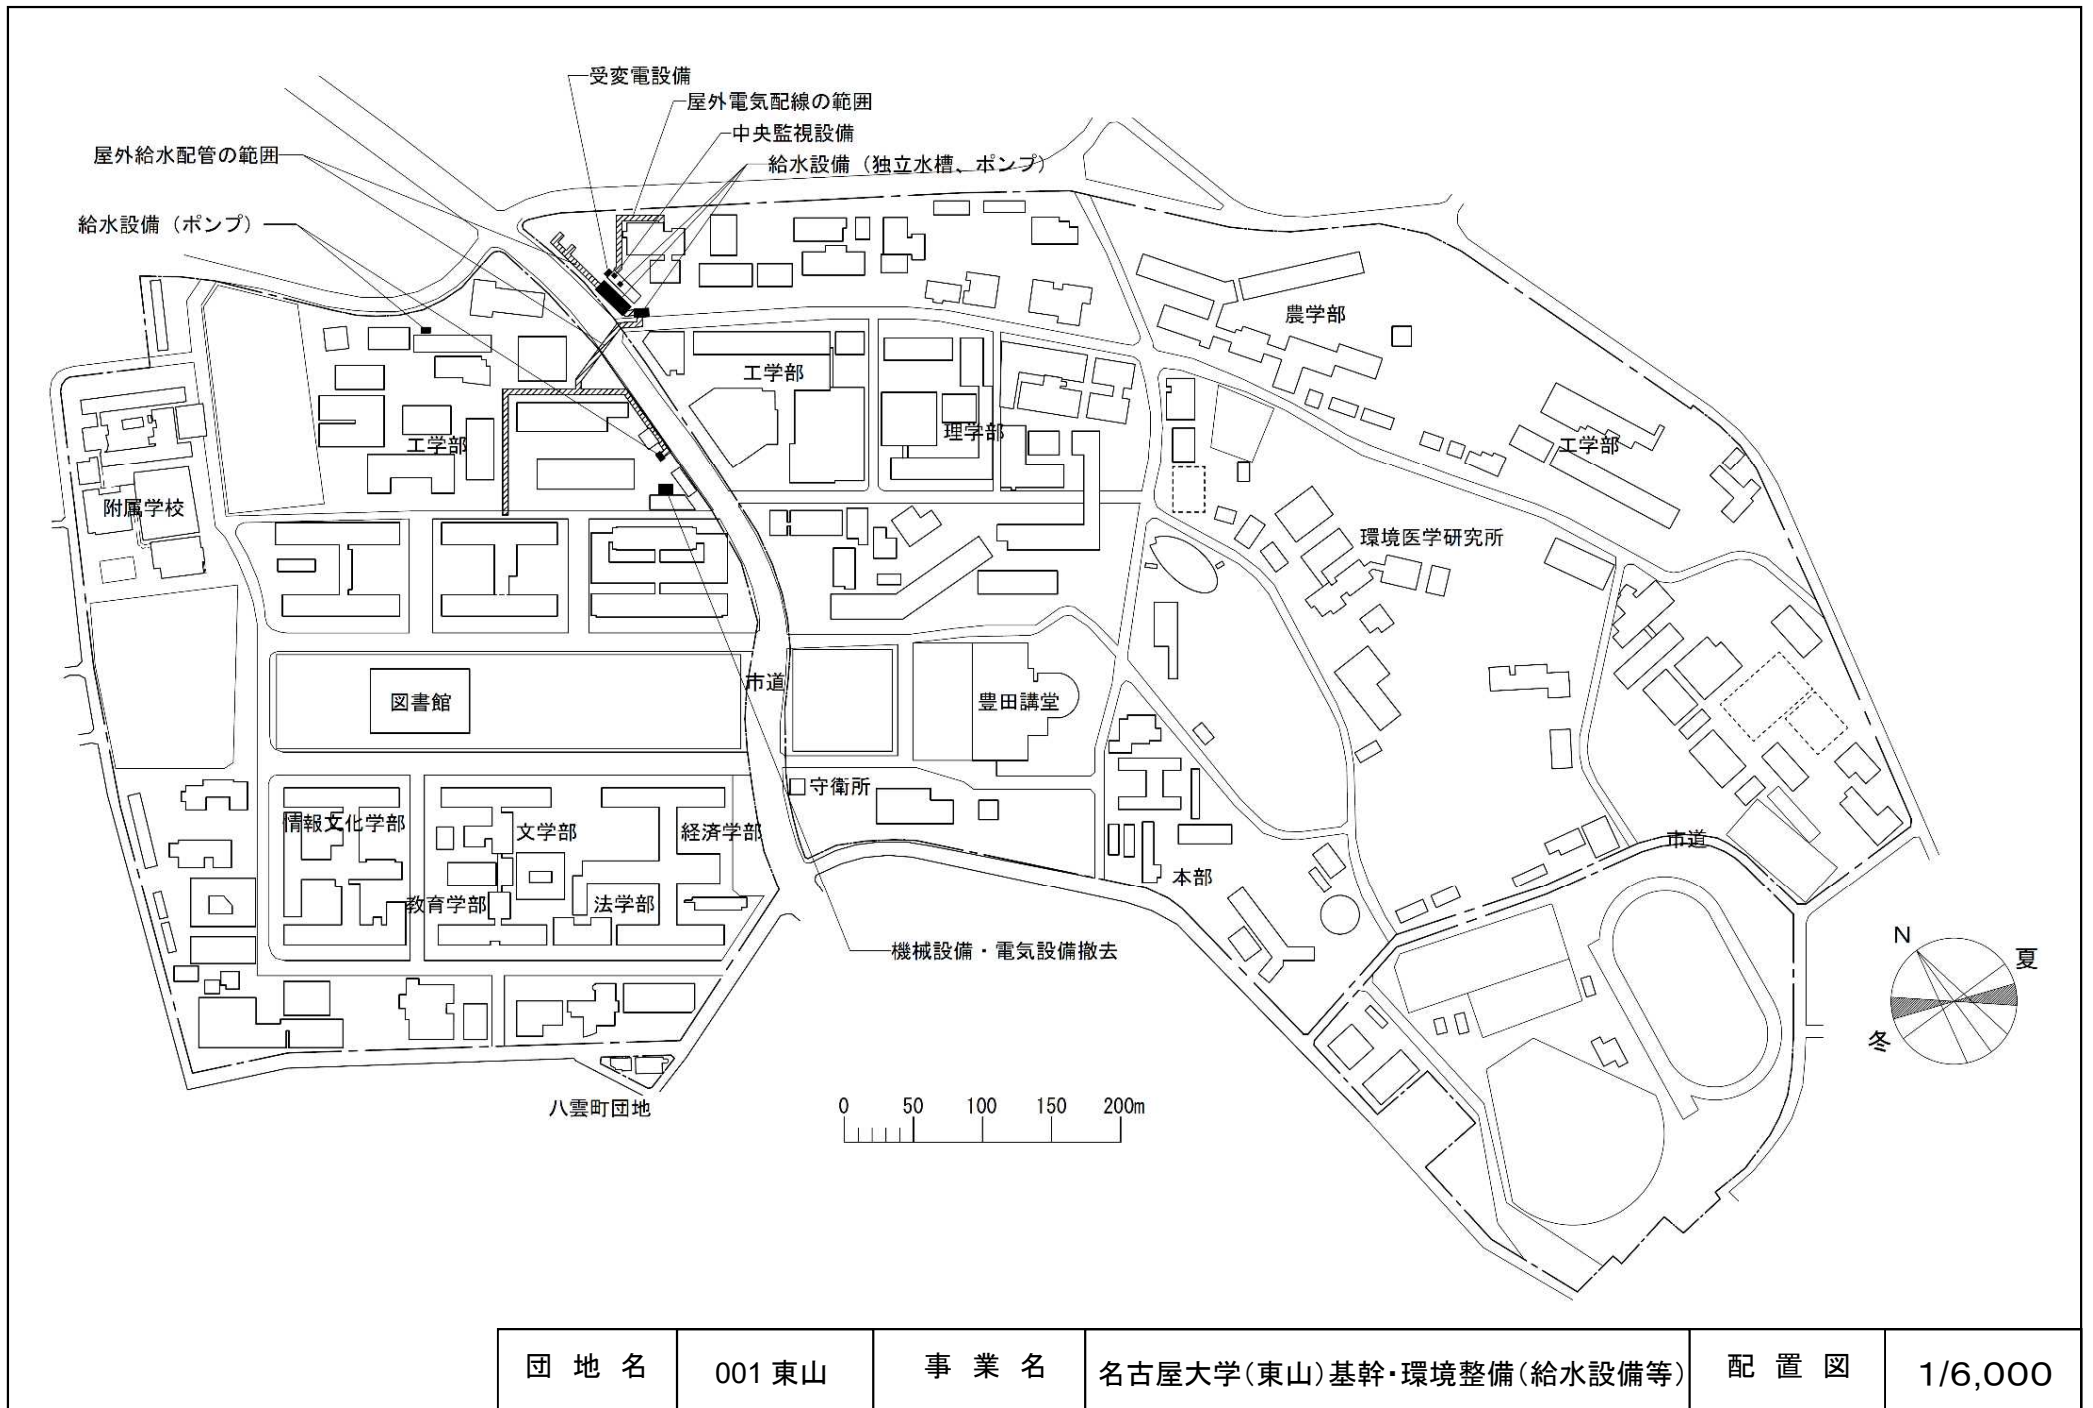 受変電設備
屋外電気配線の範囲
中央監視設備
屋外給水配管の範囲
給水設備（独立水槽、ポンプ）
給水設備（ポンプ）
農学部
工学部
工学部
理学部
工学部
附属学校
環境医学研究所
図書館
市道
豊田講堂
守衛所
情報文化学部
文学部
経済学部
市道
本部
教育学部
法学部
機械設備・電気設備撤去
N
夏
冬
八雲町団地
0 50 100 150 200m
団地名 001 東山 事業名 名古屋大学(東山)基幹・環境整備(給水設備等) 配置図 1/6,000